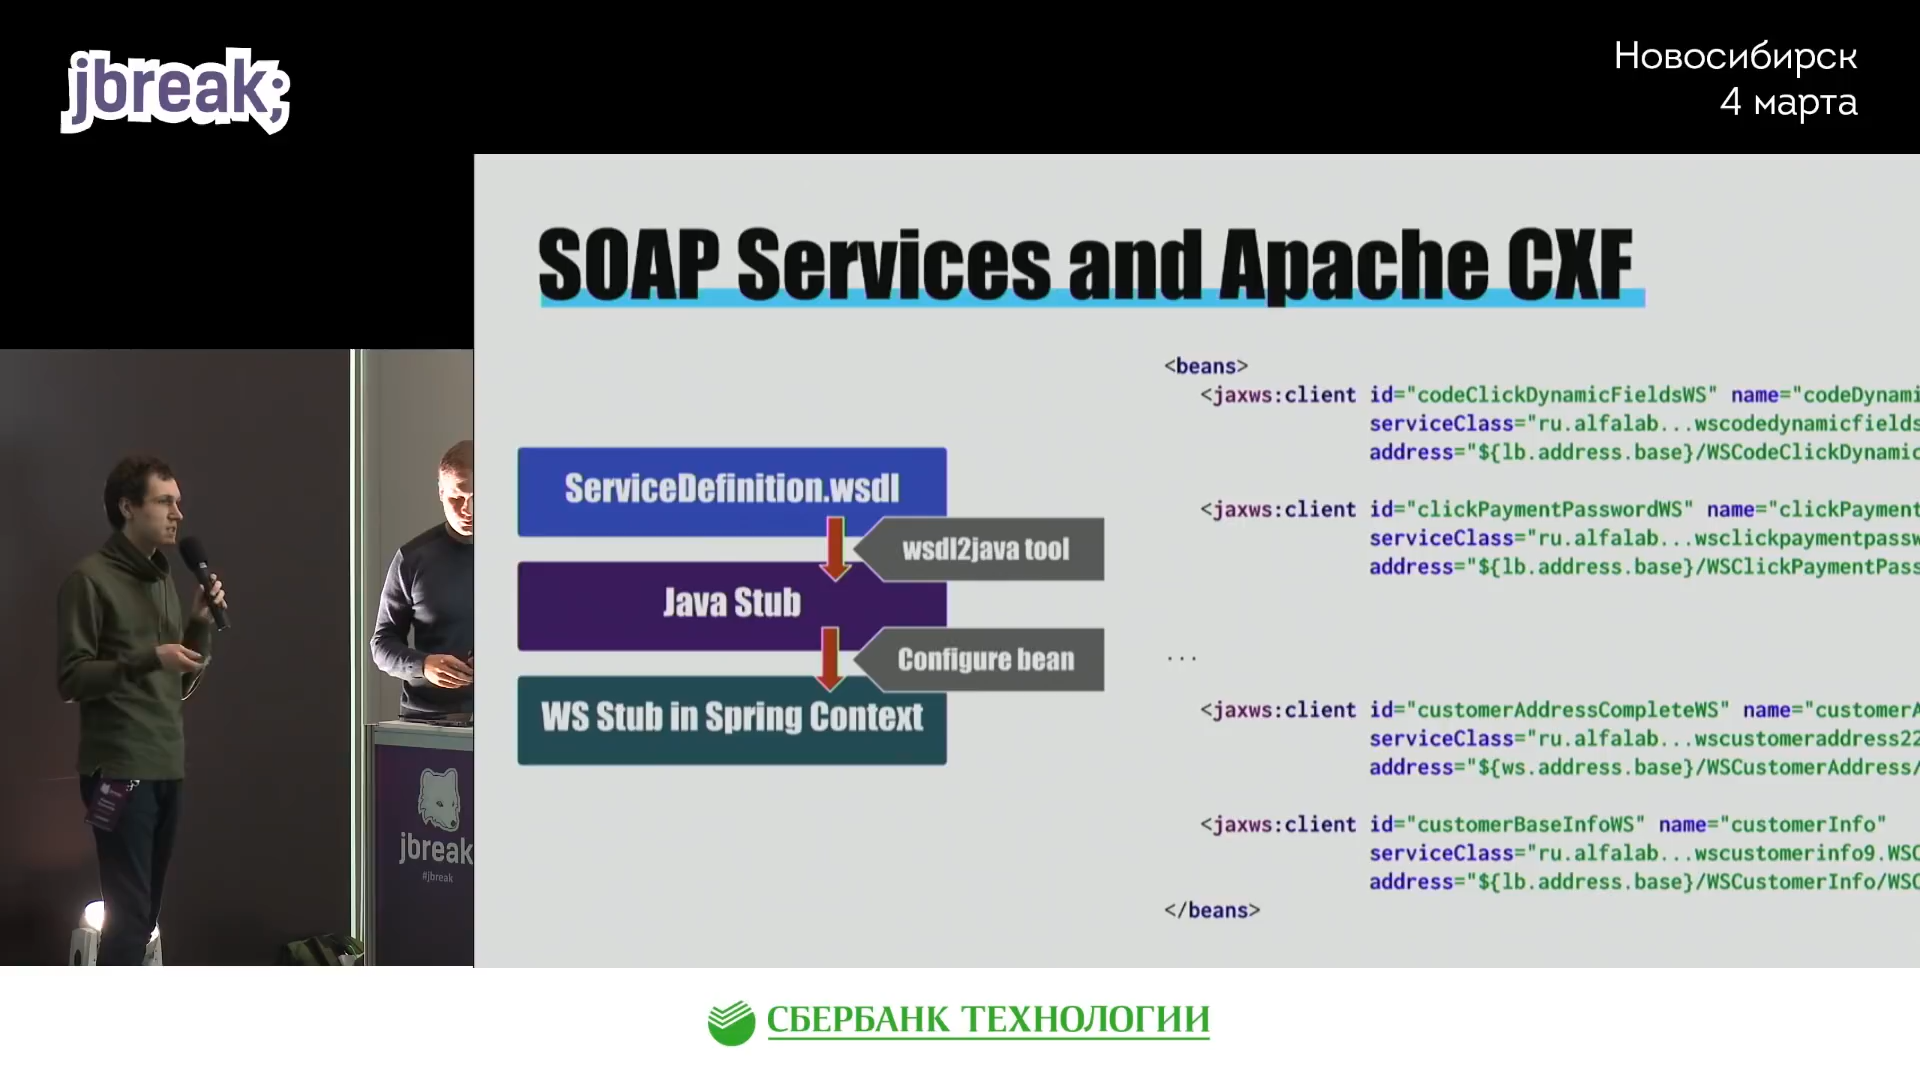 jbreak;
Новосибирск
4 марта
SOAP Services and Apache CXF
ServiceDefinition.wsdl
wsdl2java tool
Java Stub
Configure bean
WS Stub in Spring Context
<beans>
<jaxws:client id="codeClickDynamicFieldsWS" name="codeDynami
serviceClass="ru.alfalab...wscodedynamicfields
address="${lb.address.base}/WSCodeClickDynamic
<jaxws:client id="clickPaymentPasswordWS" name="clickPayment
serviceClass="ru.alfalab...wsclickpaymentpassw
address="${lb.address.base}/WSClickPaymentPass
...
<jaxws:client id="customerAddressCompleteWS" name="customerA
serviceClass="ru.alfalab...wscustomeraddress22
address="${ws.address.base}/WSCustomerAddress/
<jaxws:client id="customerBaseInfoWS" name="customerInfo"
serviceClass="ru.alfalab...wscustomerinfo9.WSC
address="${lb.address.base}/WSCustomerInfo/WSC
</beans>
jbreak
#jbreak
СБЕРБАНК ТЕХНОЛОГИИ